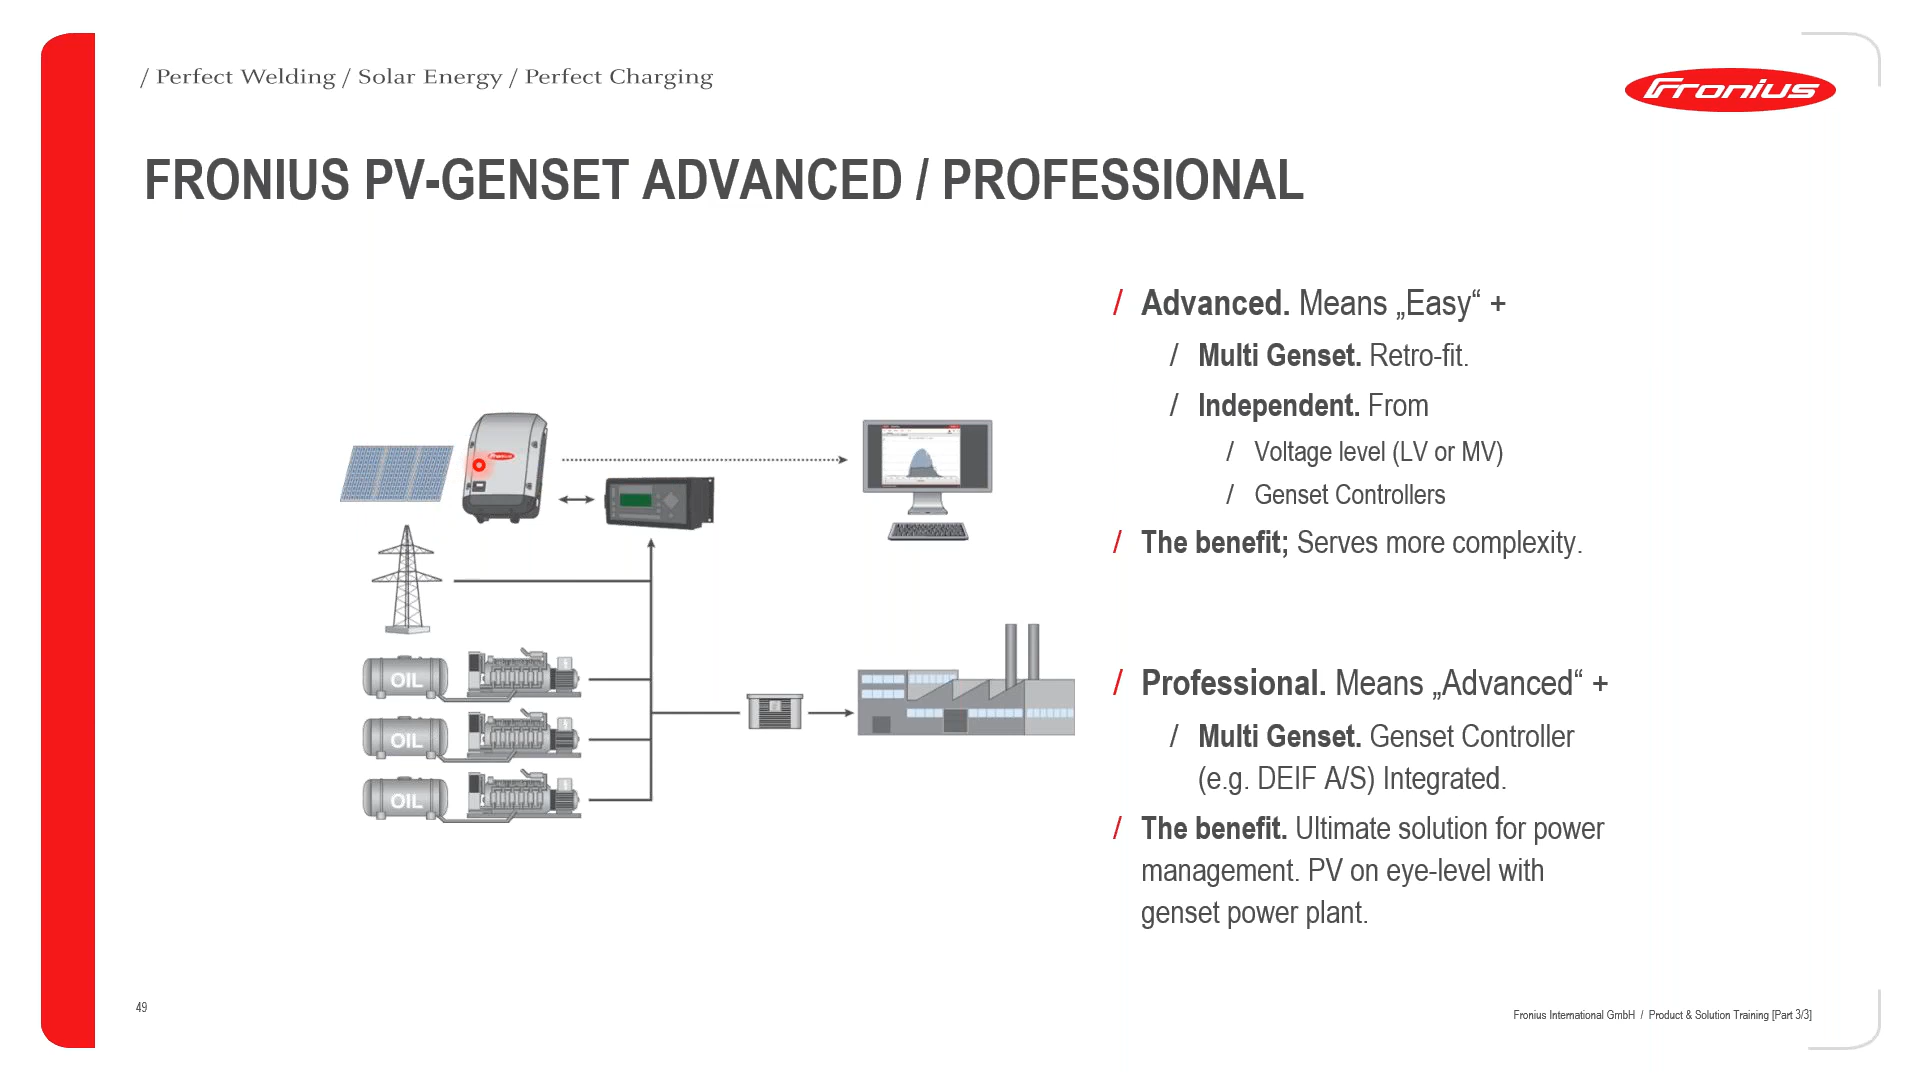 / Perfect Welding / Solar Energy / Perfect Charging
Fronius
FRONIUS PV-GENSET ADVANCED / PROFESSIONAL
/ Advanced. Means „Easy“ +
/ Multi Genset. Retro-fit.
/ Independent. From
/ Voltage level (LV or MV)
/ Genset Controllers
/ The benefit; Serves more complexity.
/ Professional. Means „Advanced“ +
/ Multi Genset. Genset Controller
(e.g. DEIF A/S) Integrated.
/ The benefit. Ultimate solution for power
management. PV on eye-level with
genset power plant.
Fronius
OIL
OIL
OIL
49
Fronius International GmbH / Product & Solution Training [Part 3/3]